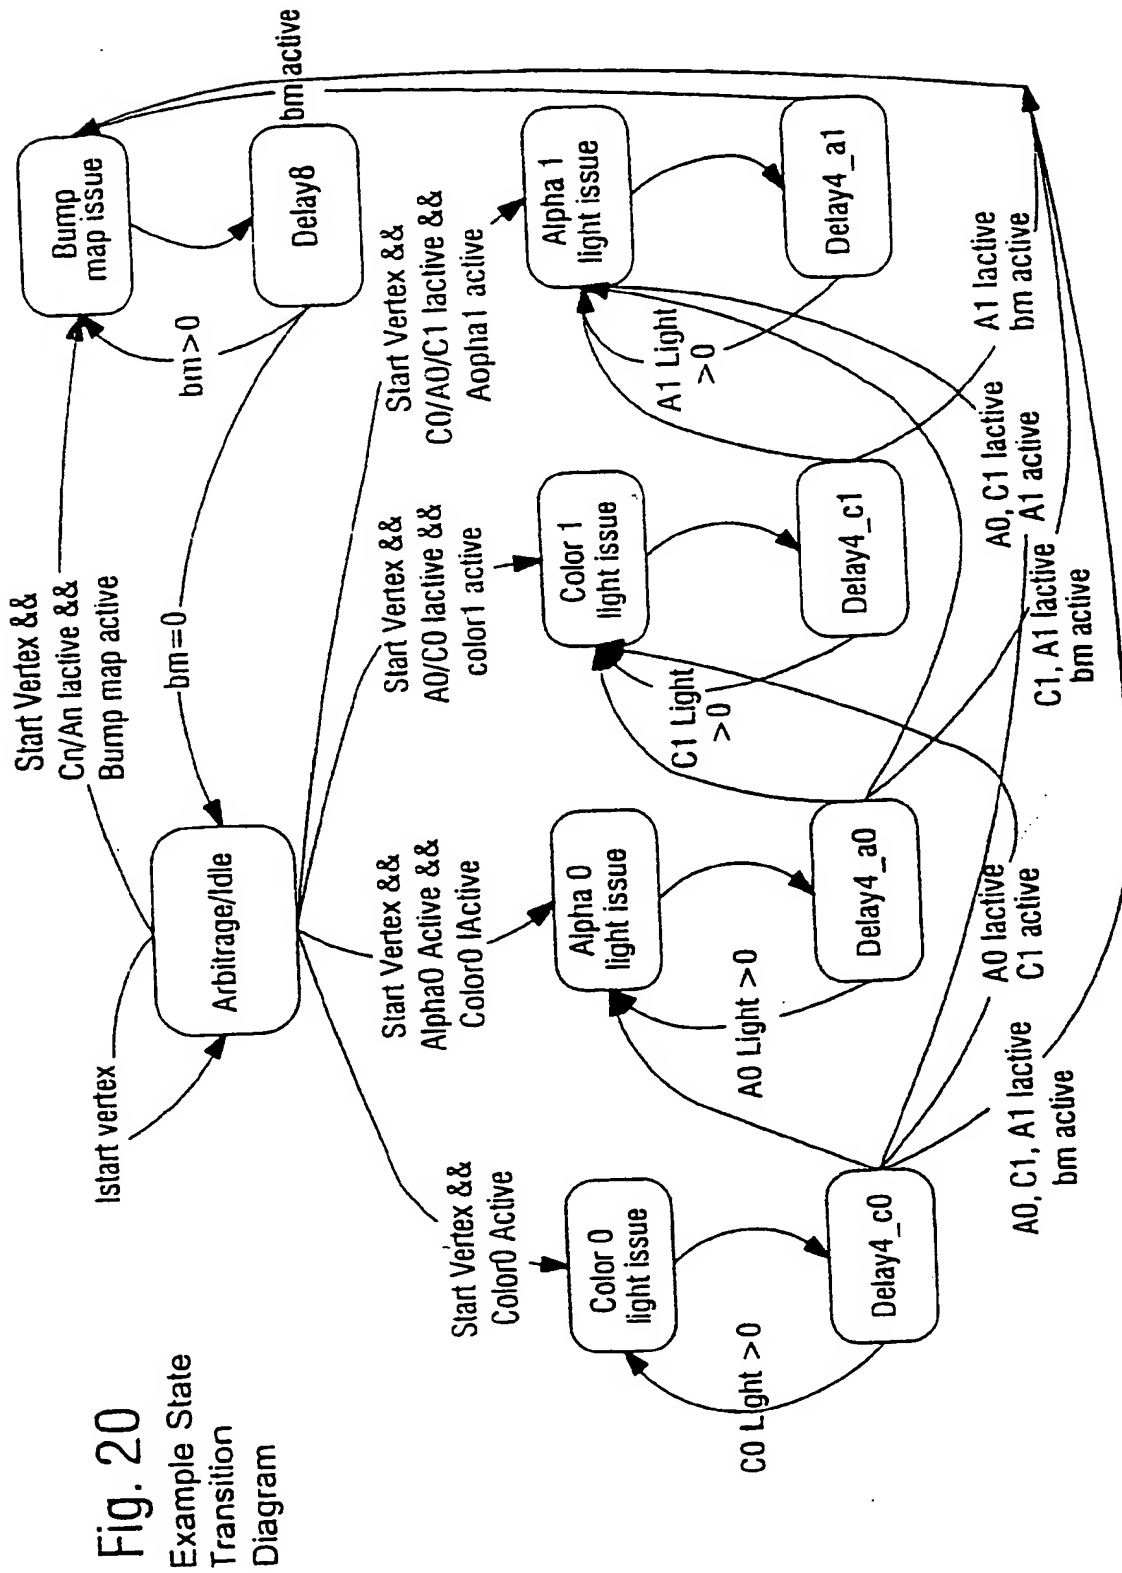 Fig. 20
Example State
Transition
Diagram
Istart vertex
Start Vertex &&
Cn/An Iactive &&
Bump map active
Arbitrage/Idle
bm=0
bm>0
Bump
map issue
Delay8
bm active
Start Vertex &&
Color0 Active
Start Vertex &&
Alpha0 Active &&
Color0 IActive
Start Vertex &&
A0/C0 Iactive &&
color1 active
Start Vertex &&
C0/A0/C1 Iactive &&
Aopha1 active
Color 0
light issue
Alpha 0
light issue
Color 1
light issue
Alpha 1
light issue
C0 Light >0
A0 Light >0
C1 Light
>0
A1 Light
>0
Delay4_c0
Delay4_a0
Delay4_c1
Delay4_a1
A0, C1, A1 Iactive
bm active
A0 Iactive
C1 active
C1, A1 Iactive
bm active
A0, C1 Iactive
A1 active
A1 Iactive
bm active